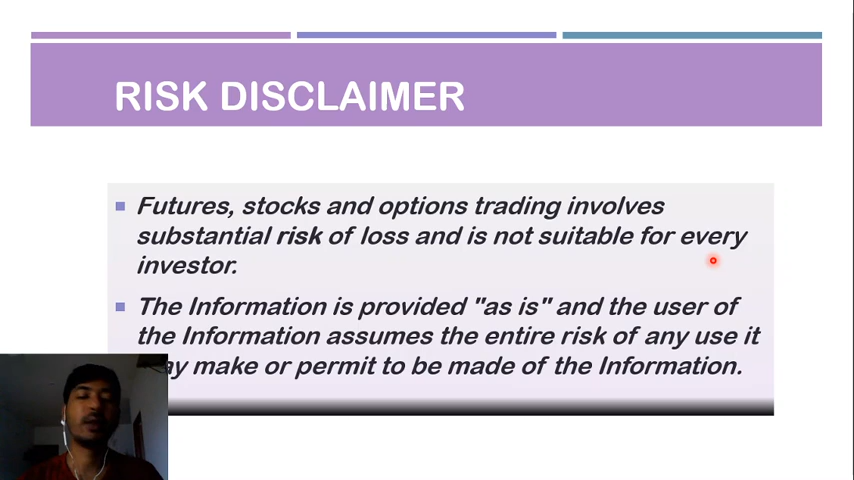 RISK DISCLAIMER
Futures, stocks and options trading involves
substantial risk of loss and is not suitable for every
investor.
The Information is provided "as is" and the user of
the Information assumes the entire risk of any use it
make or permit to be made of the Information.